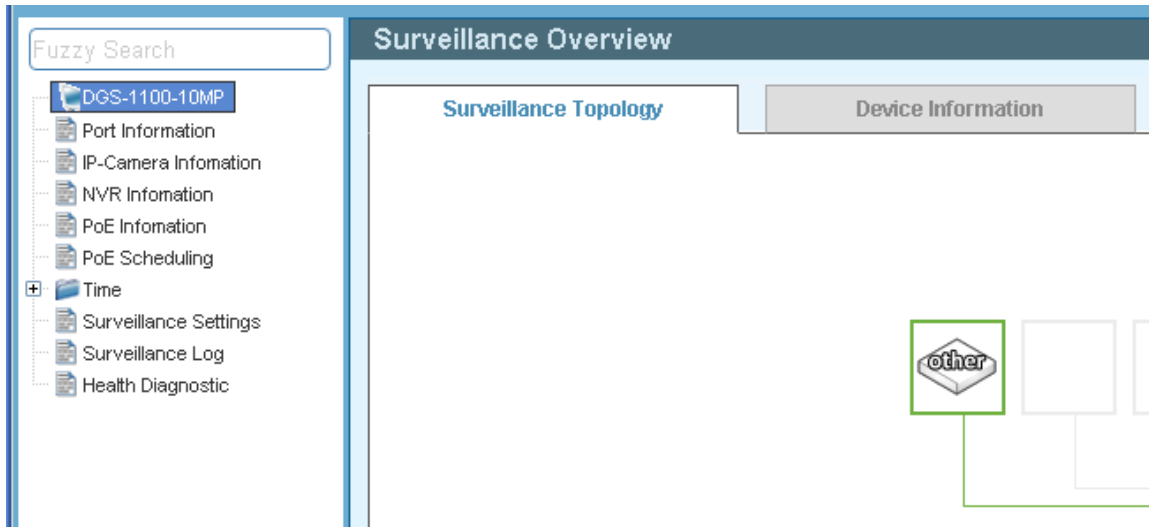 Fuzzy Search
DGS-1100-10MP
Port Information
IP-Camera Infomation
NVR Infomation
PoE Infomation
PoE Scheduling
Time
Surveillance Settings
Surveillance Log
Health Diagnostic
Surveillance Overview
Surveillance Topology
Device Information
other